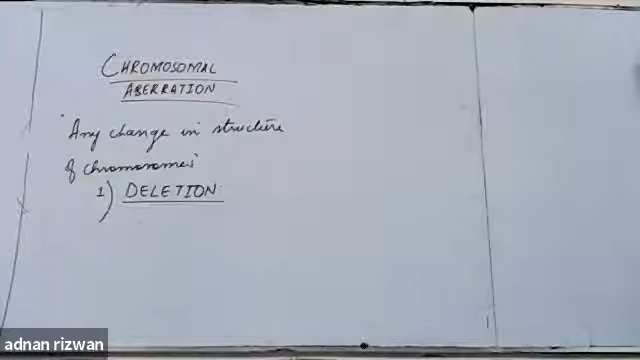 CHROMOSOMAL
ABERRATION
"Any change in structure
of chromosomes"
1) DELETION
adnan rizwan